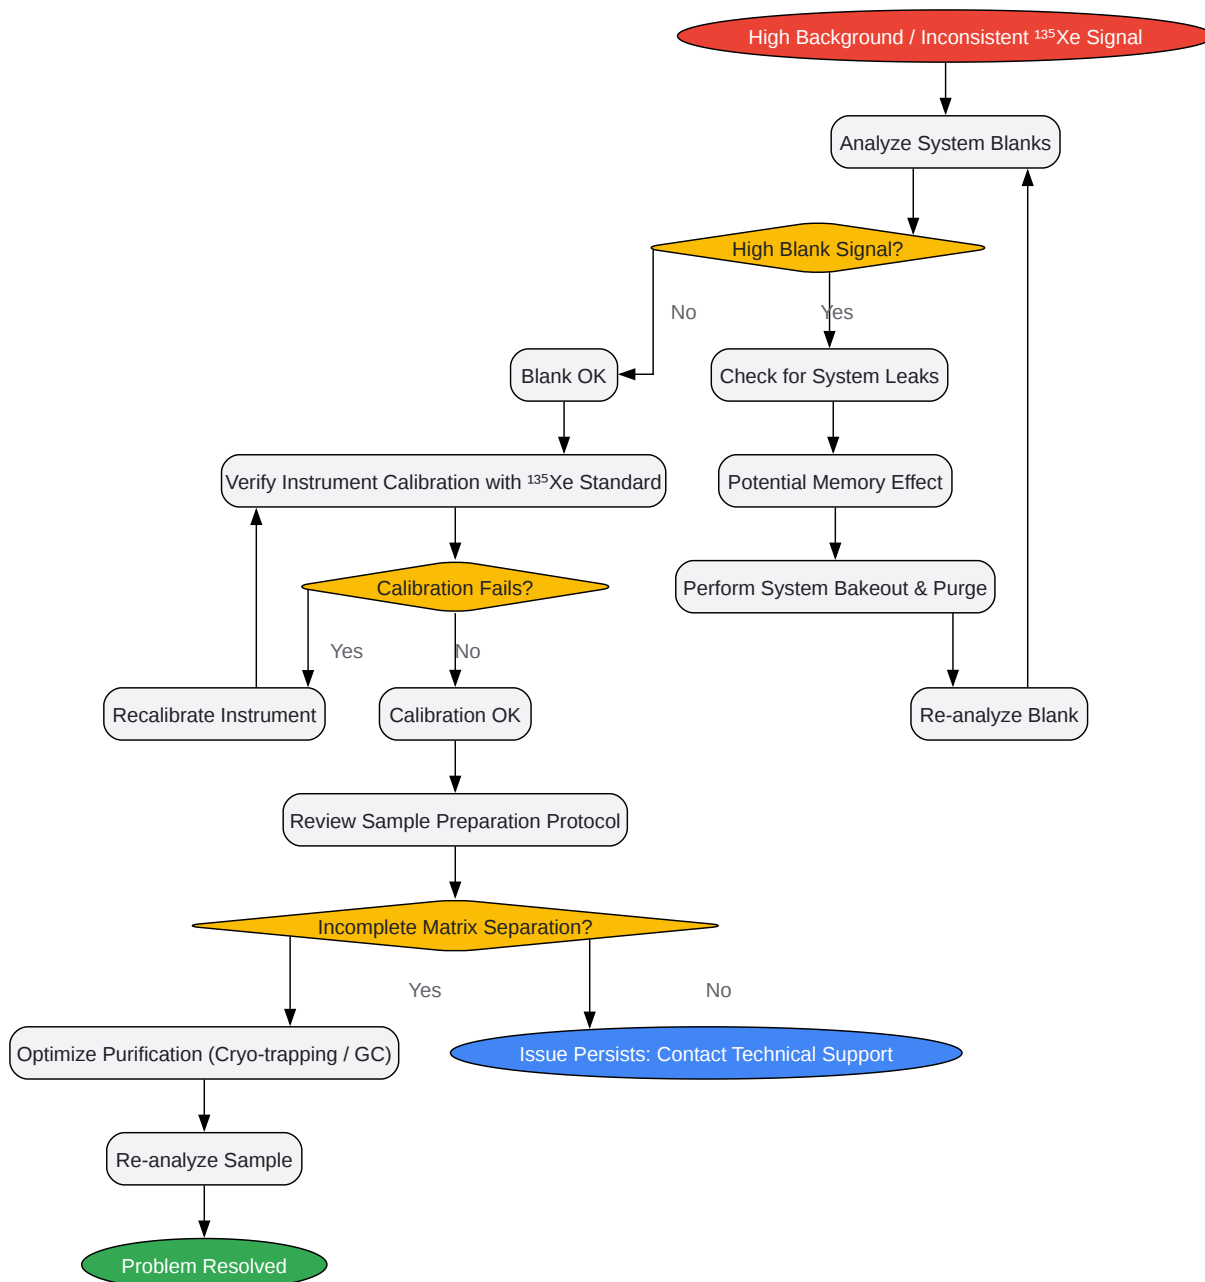 High Background / Inconsistent ¹³⁵Xe Signal
Analyze System Blanks
High Blank Signal?
No
Yes
Blank OK
Check for System Leaks
Verify Instrument Calibration with ¹³⁵Xe Standard
Potential Memory Effect
Calibration Fails?
Perform System Bakeout & Purge
Yes
No
Recalibrate Instrument
Calibration OK
Re-analyze Blank
Review Sample Preparation Protocol
Incomplete Matrix Separation?
Yes
No
Optimize Purification (Cryo-trapping / GC)
Issue Persists: Contact Technical Support
Re-analyze Sample
Problem Resolved